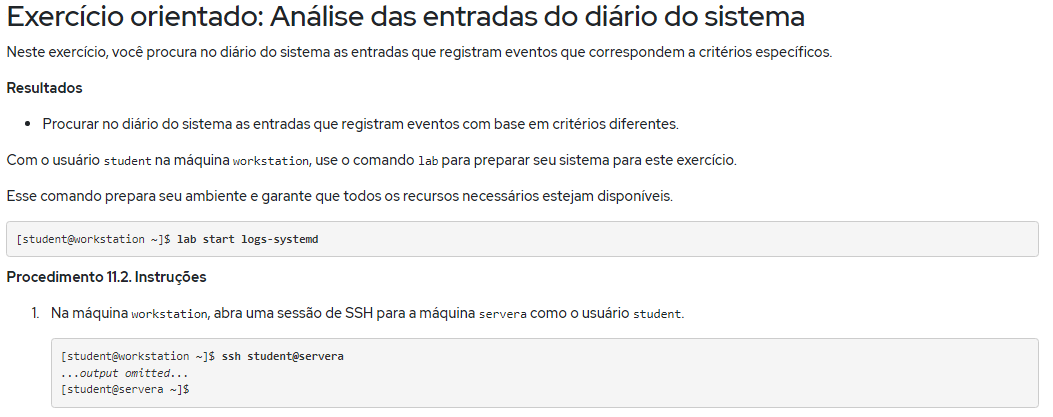 Exercício orientado: Análise das entradas do diário do sistema
Neste exercício, você procura no diário do sistema as entradas que registram eventos que correspondem a critérios específicos.
Resultados
• Procurar no diário do sistema as entradas que registram eventos com base em critérios diferentes.
Com o usuário student na máquina workstation, use o comando lab para preparar seu sistema para este exercício.
Esse comando prepara seu ambiente e garante que todos os recursos necessários estejam disponíveis.
[student@workstation ~]$ lab start logs-systemd
Procedimento 11.2. Instruções
1. Na máquina workstation, abra uma sessão de SSH para a máquina servera como o usuário student.
[student@workstation ~]$ ssh student@servera
...output omitted...
[student@servera ~]$